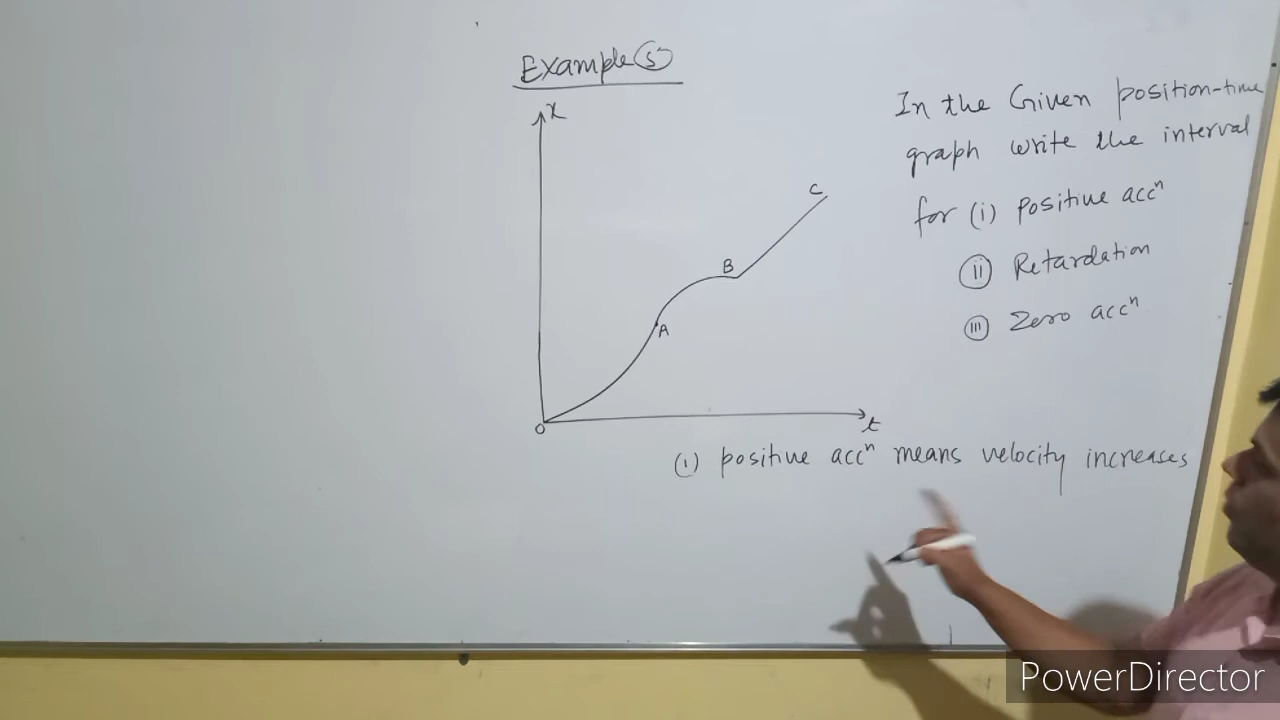 Example (5)
x
C
B
A
O
t
In the Given position-time
graph write the interval
for (i) positive accⁿ
(ii) Retardation
(iii) Zero accⁿ
(1) positive accⁿ means velocity increases
PowerDirector